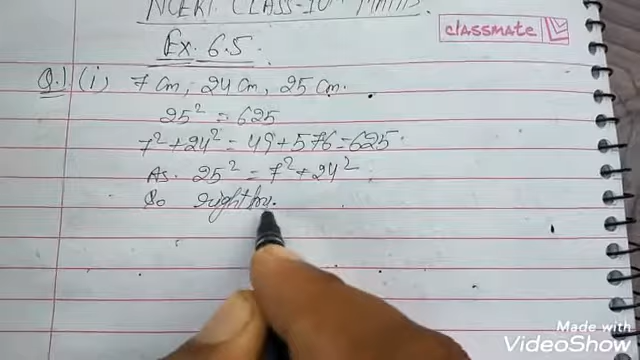 NCERT CLASS-10 MATHS.
classmate
Ex. 6.5.
Q.1. (i) 7 cm, 24 cm, 25 cm.
25² = 625
7² + 24² = 49 + 576 = 625.
As. 25² = 7² + 24²
So right
Made with
VideoShow